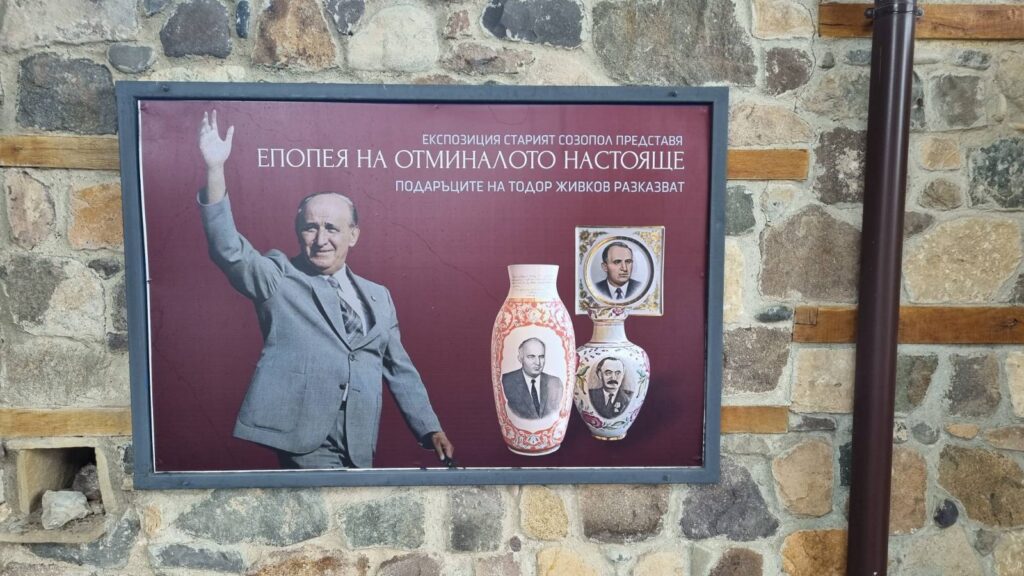 ЕКСПОЗИЦИЯ СТАРИЯТ СОЗОПОЛ ПРЕДСТАВЯ
ЕПОПЕЯ НА ОТМИНАЛОТО НАСТОЯЩЕ
ПОДАРЪЦИТЕ НА ТОДОР ЖИВКОВ РАЗКАЗВАТ